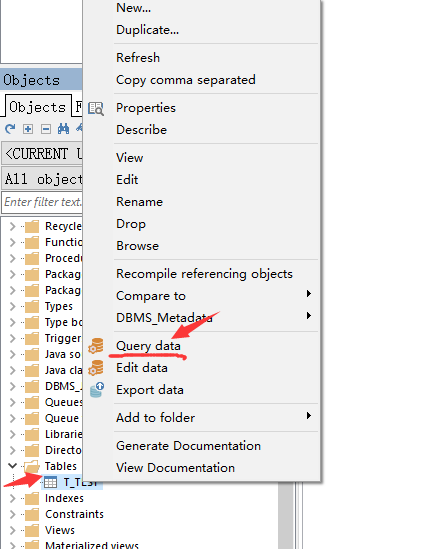 New...
Duplicate...
Refresh
Copy comma separated
Properties
Describe
View
Edit
Rename
Drop
Browse
Recompile referencing objects
Compare to
DBMS_Metadata
Query data
Edit data
Export data
Add to folder
Generate Documentation
View Documentation
Objects
Objects
<CURRENT U
All objec
Enter filter text.
Recycle
Functio
Procedu
Packag
Packag
Types
Type bo
Trigger
Java so
Java cla
DBMS_
Queues
Queue
Librarie
Directo
Tables
T_TEST
Indexes
Constraints
Views
Materialized views